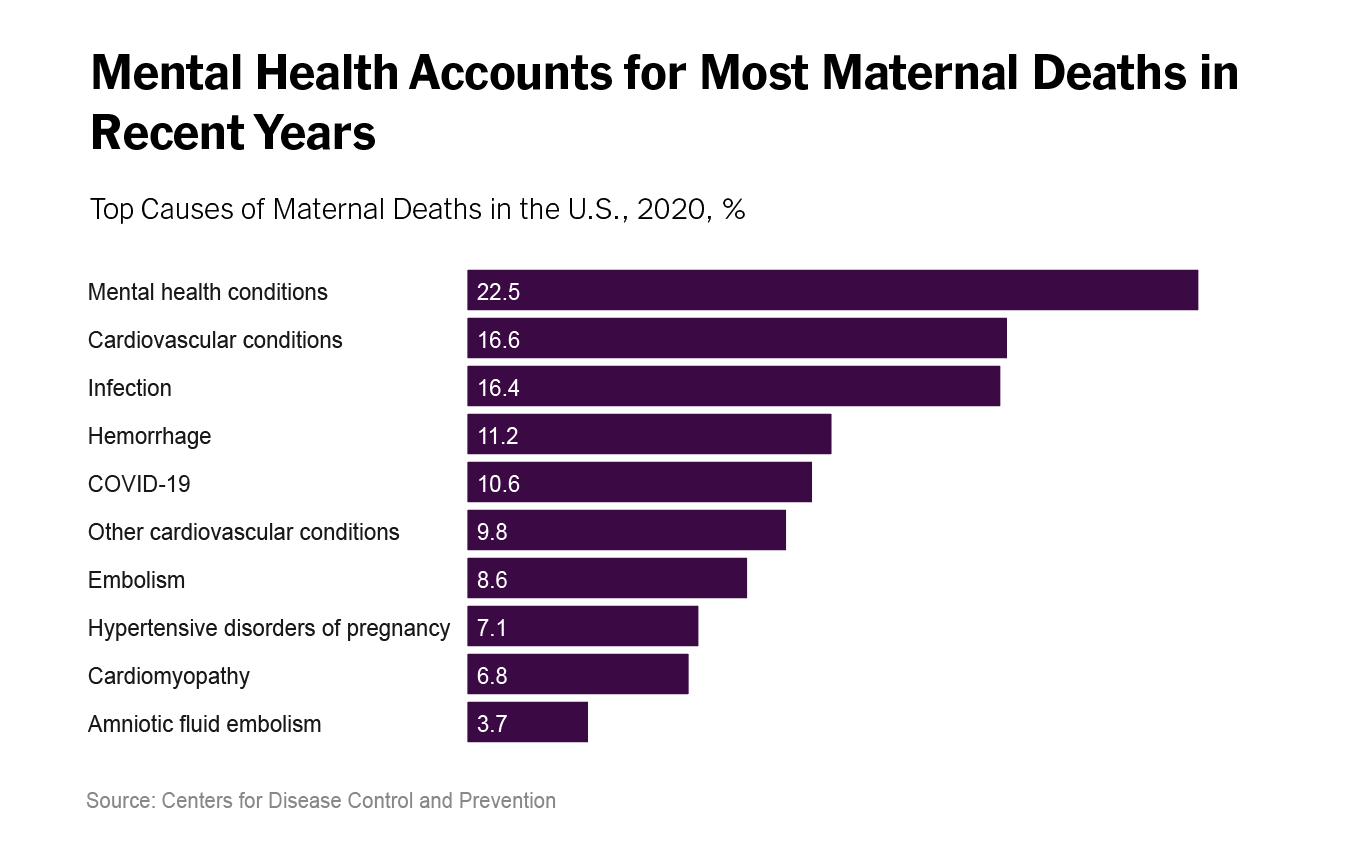 Mental Health Accounts for Most Maternal Deaths in
Recent Years
Top Causes of Maternal Deaths in the U.S., 2020, %
Mental health conditions 22.5
Cardiovascular conditions 16.6
Infection 16.4
Hemorrhage 11.2
COVID-19 10.6
Other cardiovascular conditions 9.8
Embolism 8.6
Hypertensive disorders of pregnancy 7.1
Cardiomyopathy 6.8
Amniotic fluid embolism 3.7
Source: Centers for Disease Control and Prevention